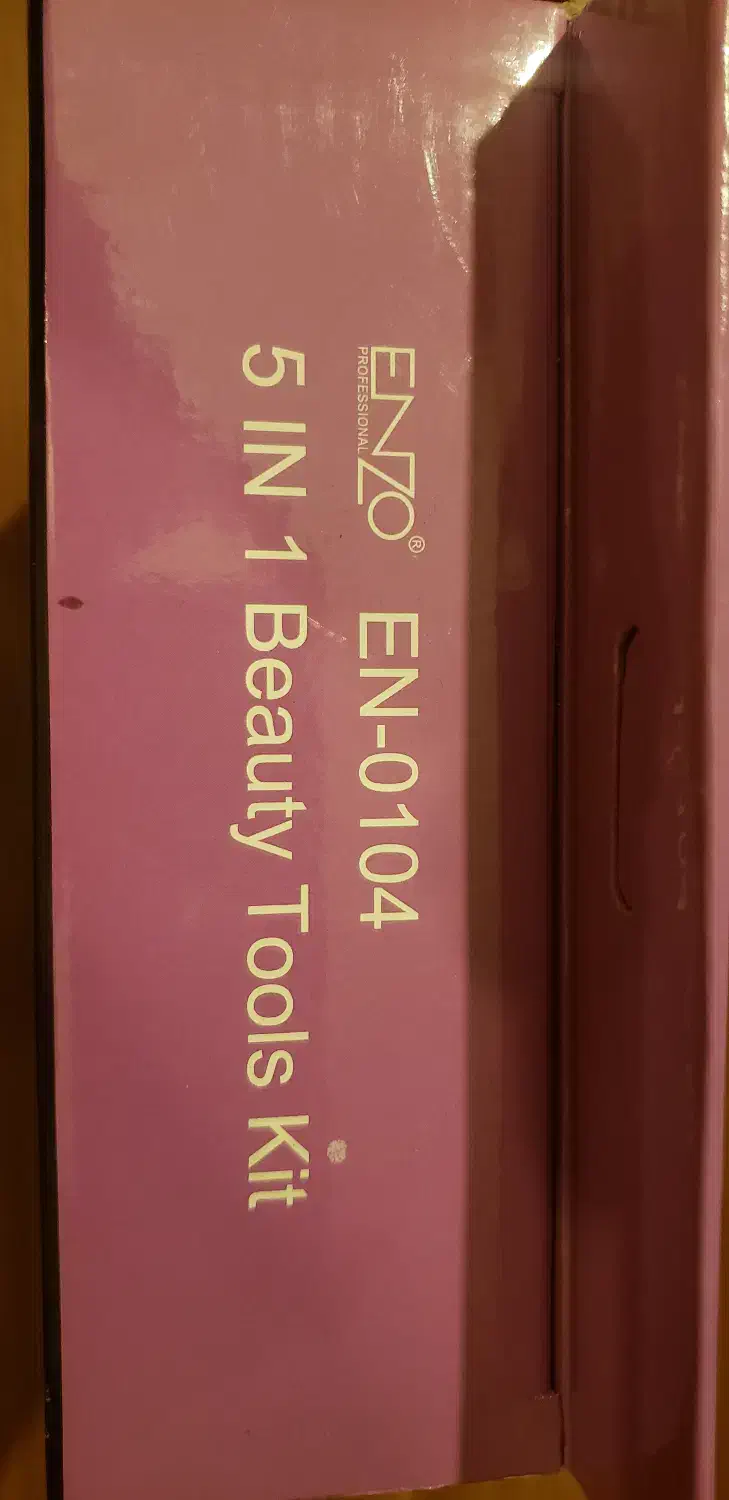 ENZO® EN-0104
PROFESSIONAL
5 IN 1 Beauty Tools Kit